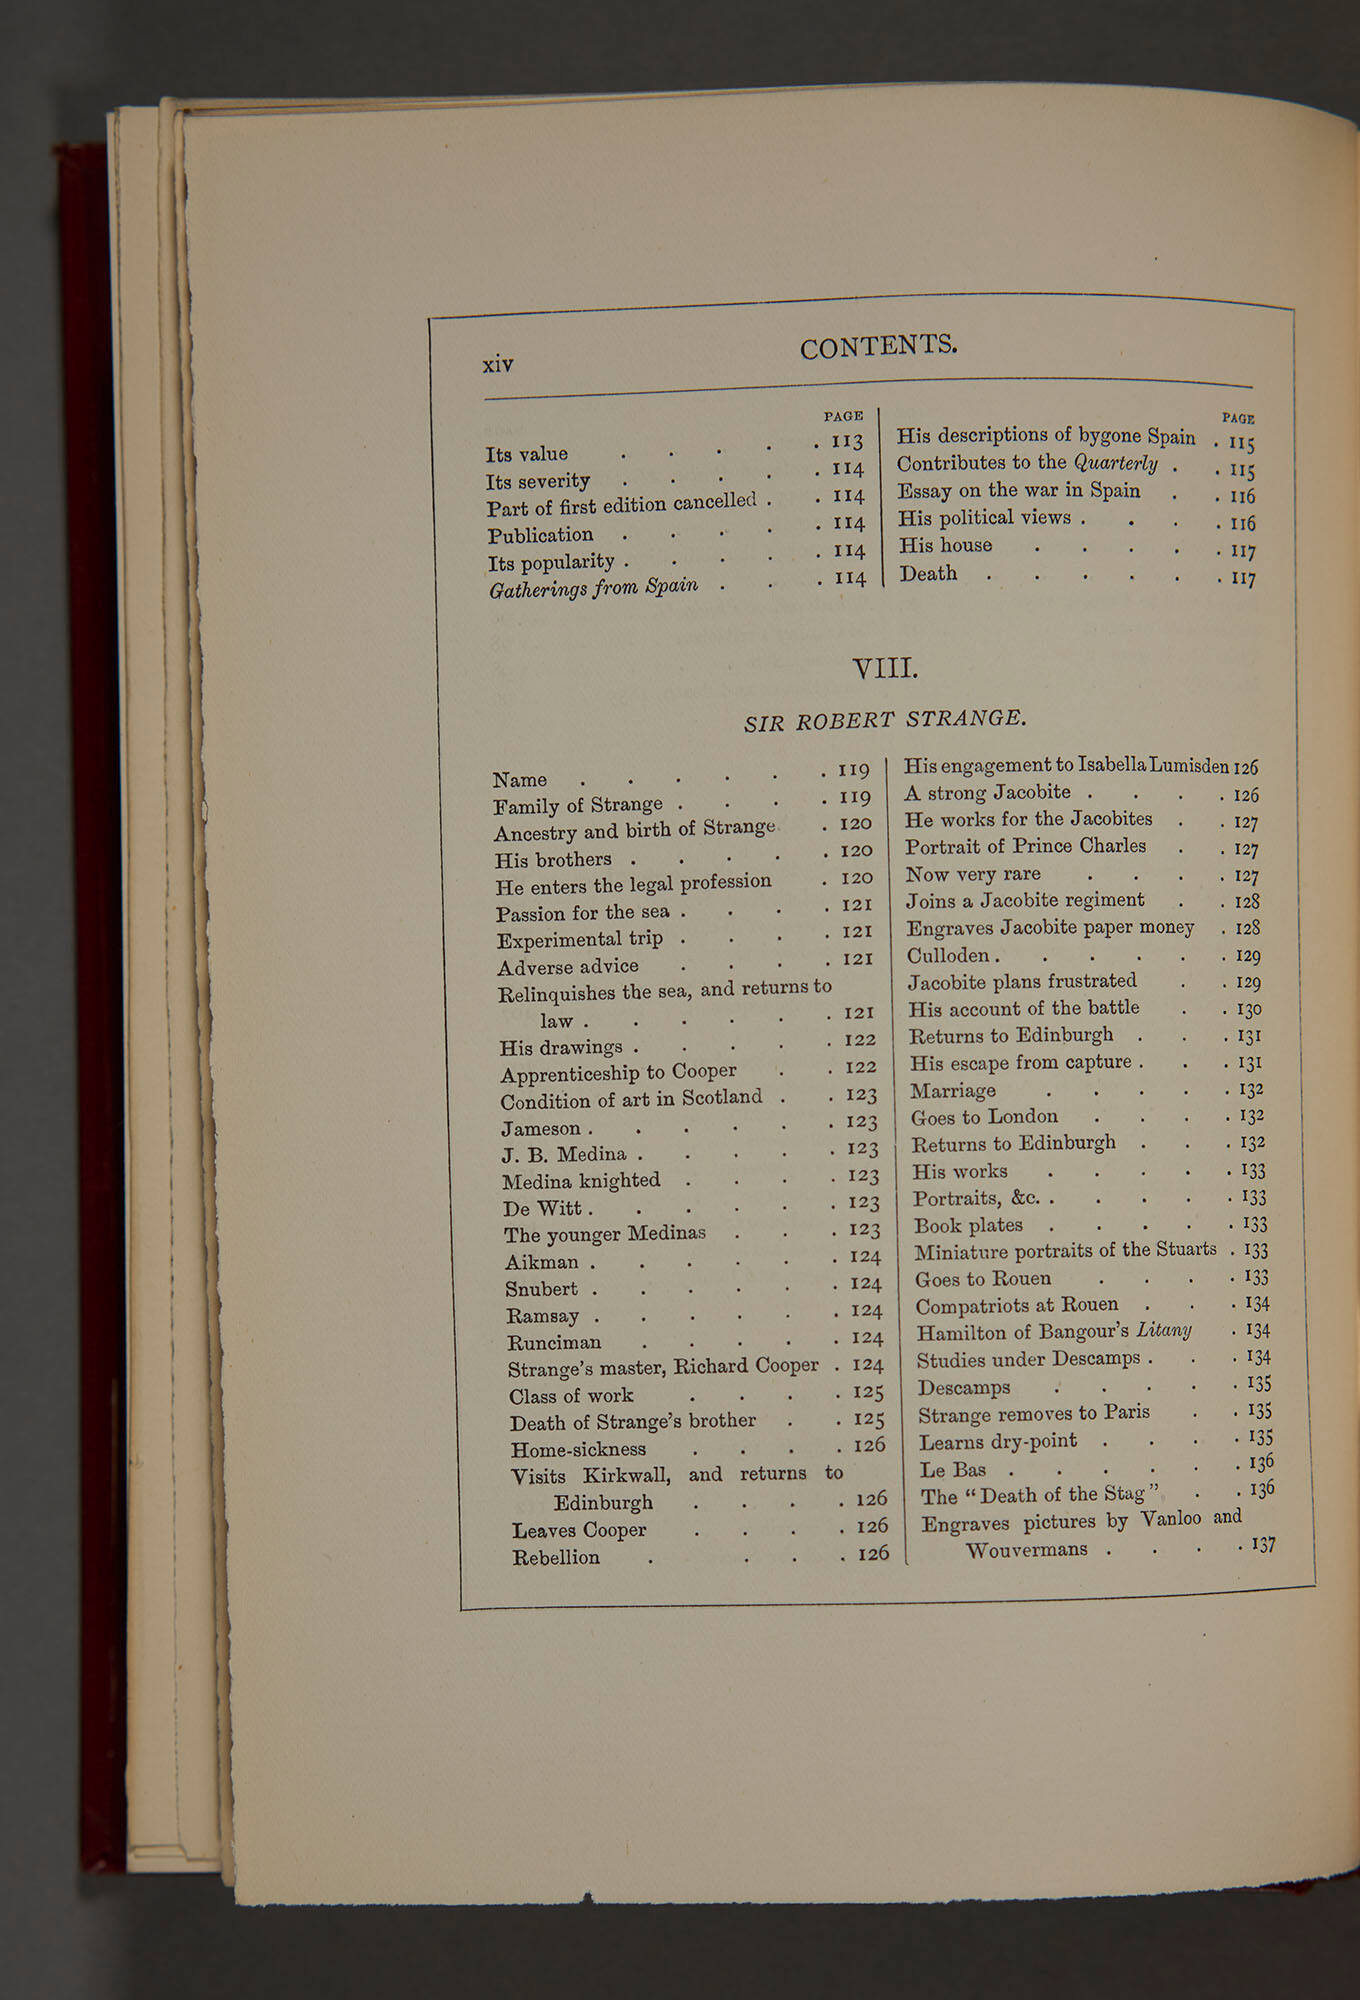 xiv
CONTENTS.
PAGE
Its value . . . . . 113
Its severity . . . . . 114
Part of first edition cancelled . . 114
Publication . . . . . 114
Its popularity . . . . . 114
Gatherings from Spain . . . 114
PAGE
His descriptions of bygone Spain . 115
Contributes to the Quarterly . . 115
Essay on the war in Spain . . 116
His political views . . . . 116
His house . . . . . 117
Death . . . . . . 117
VIII.
SIR ROBERT STRANGE.
Name . . . . . . 119
Family of Strange . . . . 119
Ancestry and birth of Strange . 120
His brothers . . . . . 120
He enters the legal profession . 120
Passion for the sea . . . . 121
Experimental trip . . . . 121
Adverse advice . . . . 121
Relinquishes the sea, and returns to
law . . . . . . 121
His drawings . . . . . 122
Apprenticeship to Cooper . . 122
Condition of art in Scotland . . 123
Jameson . . . . . . 123
J. B. Medina . . . . . 123
Medina knighted . . . . 123
De Witt . . . . . . 123
The younger Medinas . . . 123
Aikman . . . . . . 124
Snubert . . . . . . 124
Ramsay . . . . . . 124
Runciman . . . . . 124
Strange's master, Richard Cooper . 124
Class of work . . . . 125
Death of Strange's brother . . 125
Home-sickness . . . . 126
Visits Kirkwall, and returns to
Edinburgh . . . . 126
Leaves Cooper . . . . 126
Rebellion . . . . 126
His engagement to Isabella Lumisden 126
A strong Jacobite . . . . 126
He works for the Jacobites . . 127
Portrait of Prince Charles . . 127
Now very rare . . . . 127
Joins a Jacobite regiment . . 128
Engraves Jacobite paper money . 128
Culloden . . . . . . 129
Jacobite plans frustrated . . 129
His account of the battle . . 130
Returns to Edinburgh . . . 131
His escape from capture . . . 131
Marriage . . . . . 132
Goes to London . . . . 132
Returns to Edinburgh . . . 132
His works . . . . . 133
Portraits, &c. . . . . . 133
Book plates . . . . . 133
Miniature portraits of the Stuarts . 133
Goes to Rouen . . . . 133
Compatriots at Rouen . . . 134
Hamilton of Bangour's Litany . 134
Studies under Descamps . . . 134
Descamps . . . . . 135
Strange removes to Paris . . 135
Learns dry-point . . . . 135
Le Bas . . . . . . 136
The "Death of the Stag" . . 136
Engraves pictures by Vanloo and
Wouvermans . . . . 137